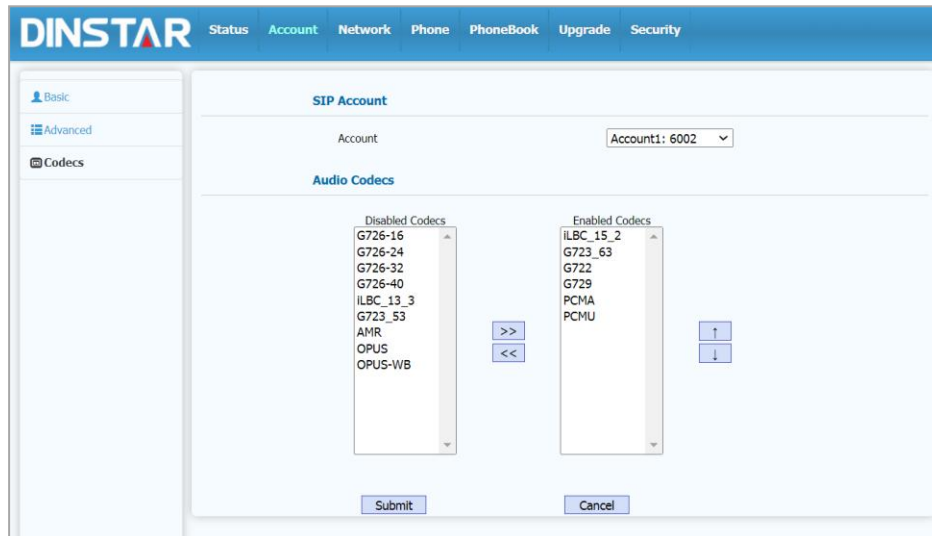 DINSTAR Status Account Network Phone PhoneBook Upgrade Security
Basic
Advanced
Codecs
SIP Account
Account Account1: 6002
Audio Codecs
Disabled Codecs
G726-16
G726-24
G726-32
G726-40
iLBC_13_3
G723_53
AMR
OPUS
OPUS-WB
>>
<<
Enabled Codecs
iLBC_15_2
G723_63
G722
G729
PCMA
PCMU
↑
↓
Submit Cancel